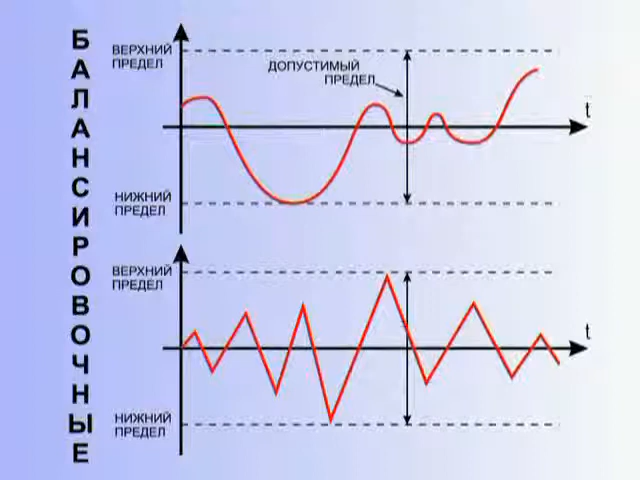 БАЛАНСИРОВОЧНЫЕ
ВЕРХНИЙ
ПРЕДЕЛ
ДОПУСТИМЫЙ
ПРЕДЕЛ
t
НИЖНИЙ
ПРЕДЕЛ
ВЕРХНИЙ
ПРЕДЕЛ
t
НИЖНИЙ
ПРЕДЕЛ